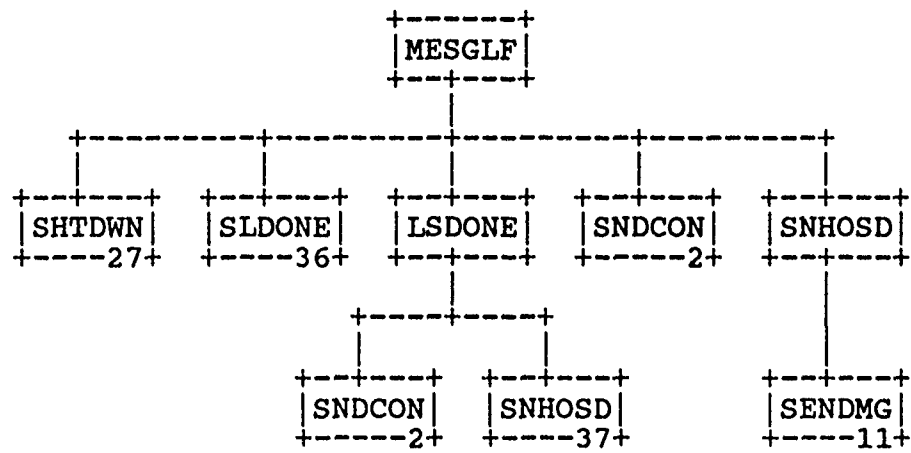 MESGLF
SHTDWN SLDONE LSDONE SNDCON SNHOSD
27 36 2
SNDCON SNHOSD SENDMG
2 37 11